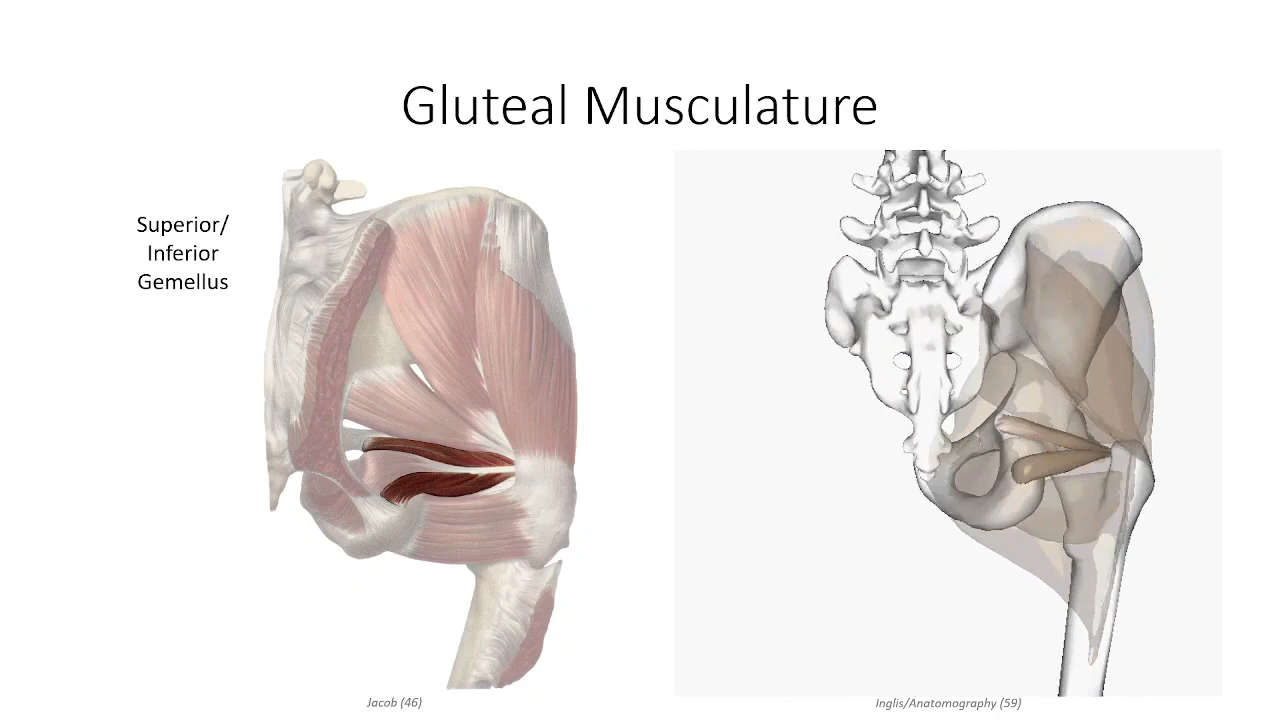 Gluteal Musculature
Superior/
Inferior
Gemellus
Jacob (46)
Inglis/Anatomography (59)